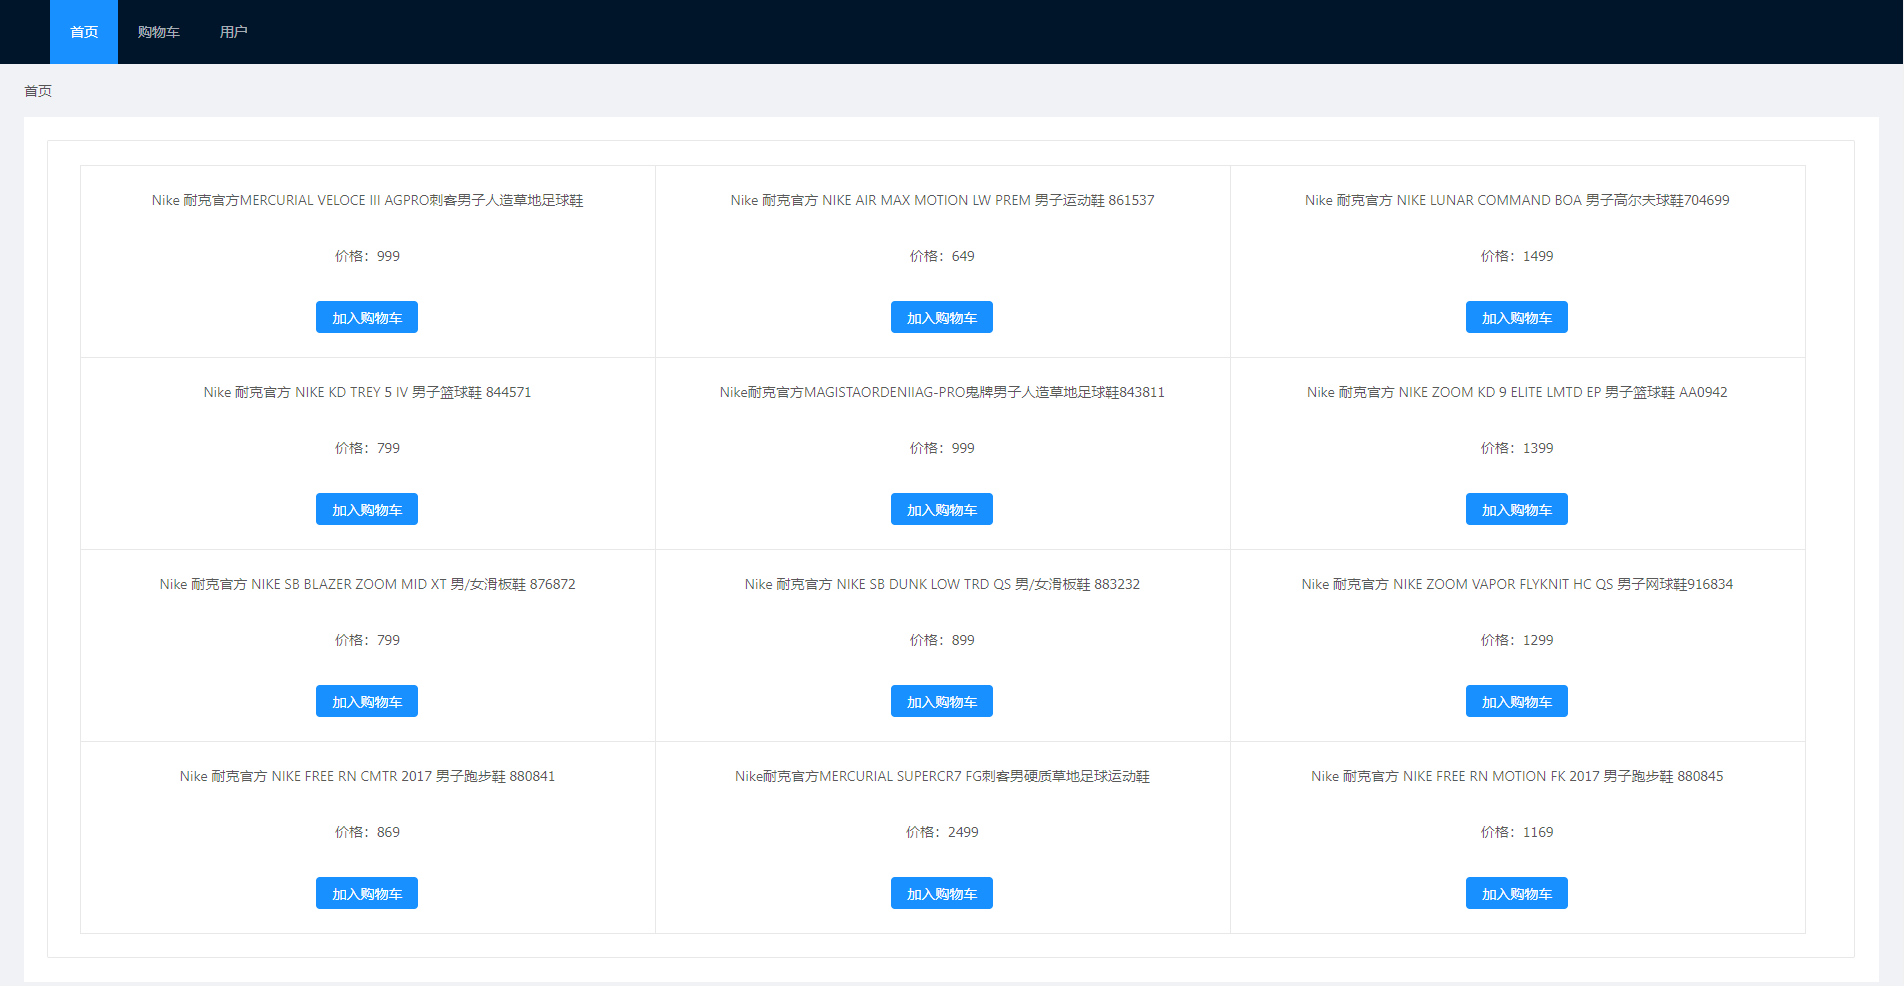 首页 购物车 用户
首页
Nike 耐克官方MERCURIAL VELOCE III AGPRO刺客男子人造草地足球鞋
价格：999
加入购物车
Nike 耐克官方 NIKE AIR MAX MOTION LW PREM 男子运动鞋 861537
价格：649
加入购物车
Nike 耐克官方 NIKE LUNAR COMMAND BOA 男子高尔夫球鞋704699
价格：1499
加入购物车
Nike 耐克官方 NIKE KD TREY 5 IV 男子篮球鞋 844571
价格：799
加入购物车
Nike耐克官方MAGISTAORDENIIAG-PRO鬼牌男子人造草地足球鞋843811
价格：999
加入购物车
Nike 耐克官方 NIKE ZOOM KD 9 ELITE LMTD EP 男子篮球鞋 AA0942
价格：1399
加入购物车
Nike 耐克官方 NIKE SB BLAZER ZOOM MID XT 男/女滑板鞋 876872
价格：799
加入购物车
Nike 耐克官方 NIKE SB DUNK LOW TRD QS 男/女滑板鞋 883232
价格：899
加入购物车
Nike 耐克官方 NIKE ZOOM VAPOR FLYKNIT HC QS 男子网球鞋916834
价格：1299
加入购物车
Nike 耐克官方 NIKE FREE RN CMTR 2017 男子跑步鞋 880841
价格：869
加入购物车
Nike耐克官方MERCURIAL SUPERCR7 FG刺客男硬质草地足球运动鞋
价格：2499
加入购物车
Nike 耐克官方 NIKE FREE RN MOTION FK 2017 男子跑步鞋 880845
价格：1169
加入购物车